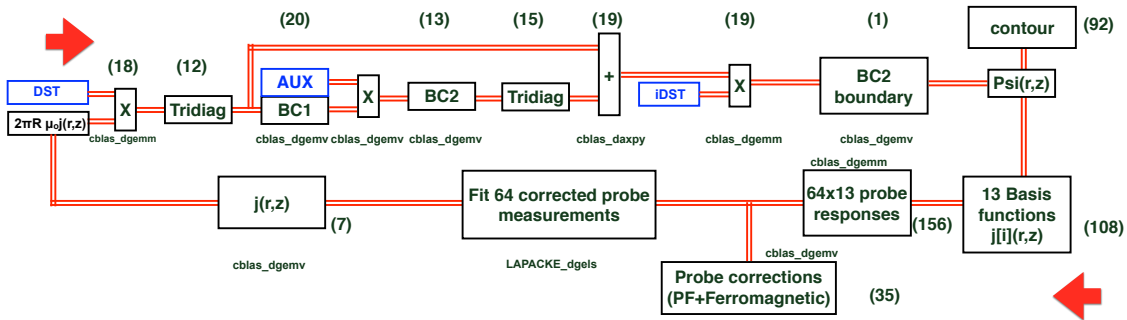 (20)
(13)
(15)
(19)
(19)
(1)
contour
(92)
(18)
(12)
DST
2πR μ₀j(r,z)
X
cblas_dgemm
Tridiag
AUX
BC1
cblas_dgemv
X
cblas_dgemv
BC2
cblas_dgemv
Tridiag
+
cblas_daxpy
iDST
X
cblas_dgemm
BC2
boundary
cblas_dgemv
Psi(r,z)
j(r,z)
(7)
cblas_dgemv
Fit 64 corrected probe
measurements
LAPACKE_dgels
cblas_dgemm
64x13 probe
responses
(156)
13 Basis
functions
j[i](r,z)
(108)
cblas_dgemv
Probe corrections
(PF+Ferromagnetic)
(35)